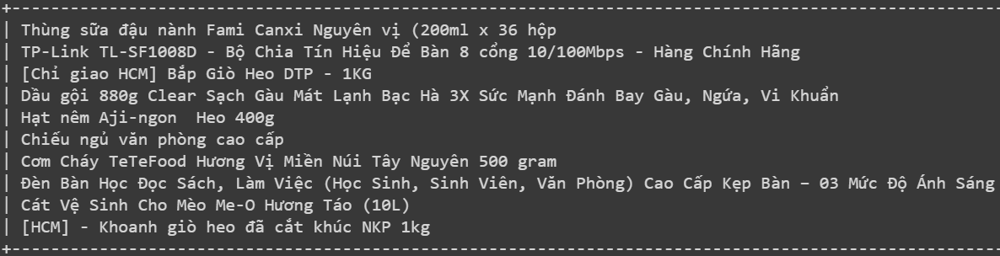 Thùng sữa đậu nành Fami Canxi Nguyên vị (200ml x 36 hộp
TP-Link TL-SF1008D - Bộ Chia Tín Hiệu Để Bàn 8 cổng 10/100Mbps - Hàng Chính Hãng
[Chỉ giao HCM] Bắp Giò Heo DTP - 1KG
Dầu gội 880g Clear Sạch Gàu Mát Lạnh Bạc Hà 3X Sức Mạnh Đánh Bay Gàu, Ngứa, Vi Khuẩn
Hạt nêm Aji-ngon  Heo 400g
Chiếu ngủ văn phòng cao cấp
Cơm Cháy TeTeFood Hương Vị Miền Núi Tây Nguyên 500 gram
Đèn Bàn Học Đọc Sách, Làm Việc (Học Sinh, Sinh Viên, Văn Phòng) Cao Cấp Kẹp Bàn – 03 Mức Độ Ánh Sáng
Cát Vệ Sinh Cho Mèo Me-O Hương Táo (10L)
[HCM] - Khoanh giò heo đã cắt khúc NKP 1kg